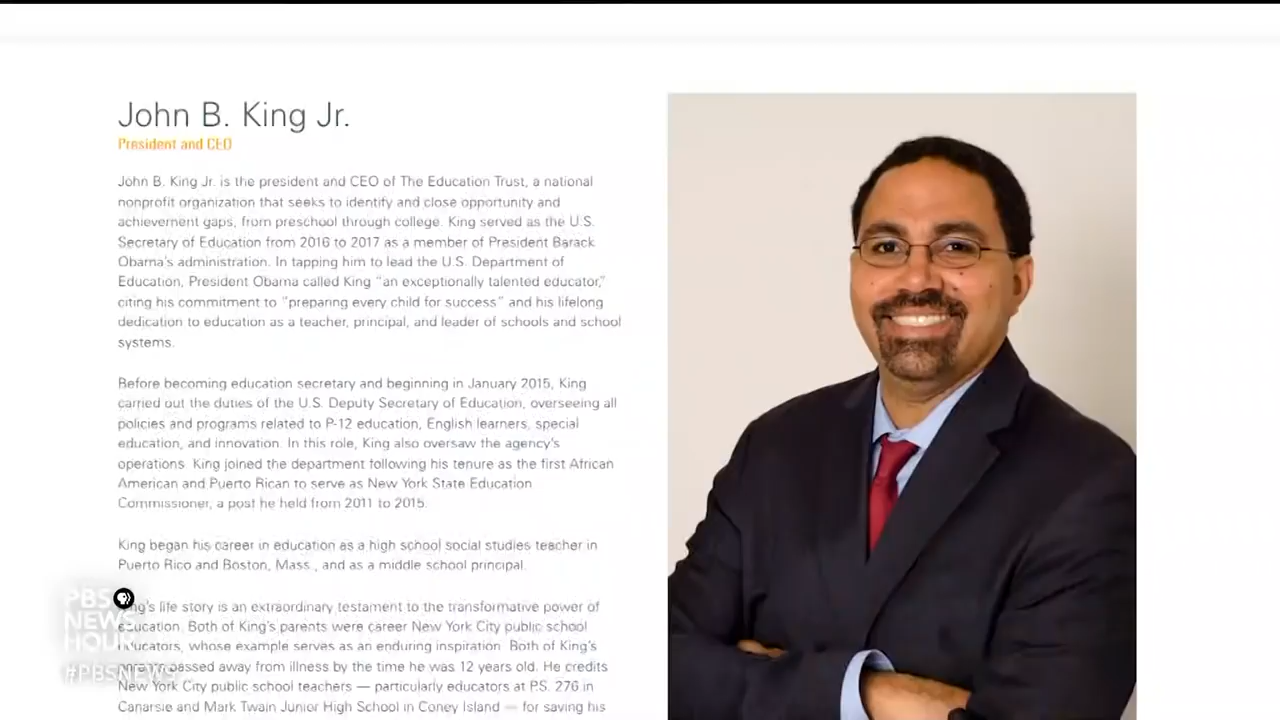 John B. King Jr.
President and CEO
John B. King Jr. is the president and CEO of The Education Trust, a national
nonprofit organization that seeks to identify and close opportunity and
achievement gaps, from preschool through college. King served as the U.S.
Secretary of Education from 2016 to 2017 as a member of President Barack
Obama's administration. In tapping him to lead the U.S. Department of
Education, President Obama called King "an exceptionally talented educator,"
citing his commitment to "preparing every child for success" and his lifelong
dedication to education as a teacher, principal, and leader of schools and school
systems.
Before becoming education secretary and beginning in January 2015, King
carried out the duties of the U.S. Deputy Secretary of Education, overseeing all
policies and programs related to P-12 education, English learners, special
education, and innovation. In this role, King also oversaw the agency's
operations. King joined the department following his tenure as the first African
American and Puerto Rican to serve as New York State Education
Commissioner, a post he held from 2011 to 2015.
King began his career in education as a high school social studies teacher in
Puerto Rico and Boston, Mass., and as a middle school principal.
King's life story is an extraordinary testament to the transformative power of
education. Both of King's parents were career New York City public school
educators, whose example serves as an enduring inspiration. Both of King's
parents passed away from illness by the time he was 12 years old. He credits
New York City public school teachers — particularly educators at P.S. 276 in
Canarsie and Mark Twain Junior High School in Coney Island — for saving his
PBS
NEWS
HOUR
#PBSNEWS